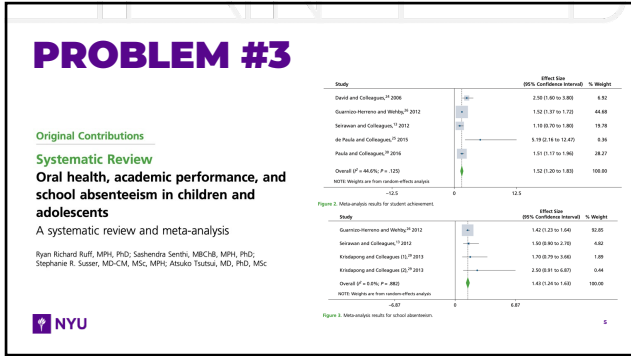 PROBLEM #3
Original Contributions
Systematic Review
Oral health, academic performance, and
school absenteeism in children and
adolescents
A systematic review and meta-analysis
Ryan Richard Ruff, MPH, PhD; Sashendra Senthi, MBChB, MPH, PhD;
Stephanie R. Susser, MD-CM, MSc, MPH; Atsuko Tsutsui, MD, PhD, MSc
NYU
Study Effect Size (95% Confidence Interval) % Weight
David and Colleagues,24 2006 2.50 (1.60 to 3.80) 6.92
Guarnizo-Herreno and Wehby,26 2012 1.52 (1.37 to 1.72) 44.68
Seirawan and Colleagues,13 2012 1.10 (0.70 to 1.80) 19.78
de Paula and Colleagues,25 2015 5.19 (2.16 to 12.47) 0.36
Paula and Colleagues,30 2016 1.51 (1.17 to 1.96) 28.27
Overall (I2 = 44.6%; P = .125) 1.52 (1.20 to 1.83) 100.00
NOTE: Weights are from random-effects analysis
−12.5 0 12.5
Figure 2. Meta-analysis results for student achievement.
Study Effect Size (95% Confidence Interval) % Weight
Guarnizo-Herreno and Wehby,26 2012 1.42 (1.23 to 1.64) 92.85
Seirawan and Colleagues,13 2012 1.50 (0.90 to 2.70) 4.82
Krisdapong and Colleagues (1),29 2013 1.70 (0.79 to 3.66) 1.89
Krisdapong and Colleagues (2),29 2013 2.50 (0.91 to 6.87) 0.44
Overall (I2 = 0.0%; P = .882) 1.43 (1.24 to 1.63) 100.00
NOTE: Weights are from random-effects analysis
−6.87 0 6.87
Figure 3. Meta-analysis results for school absenteeism.
5